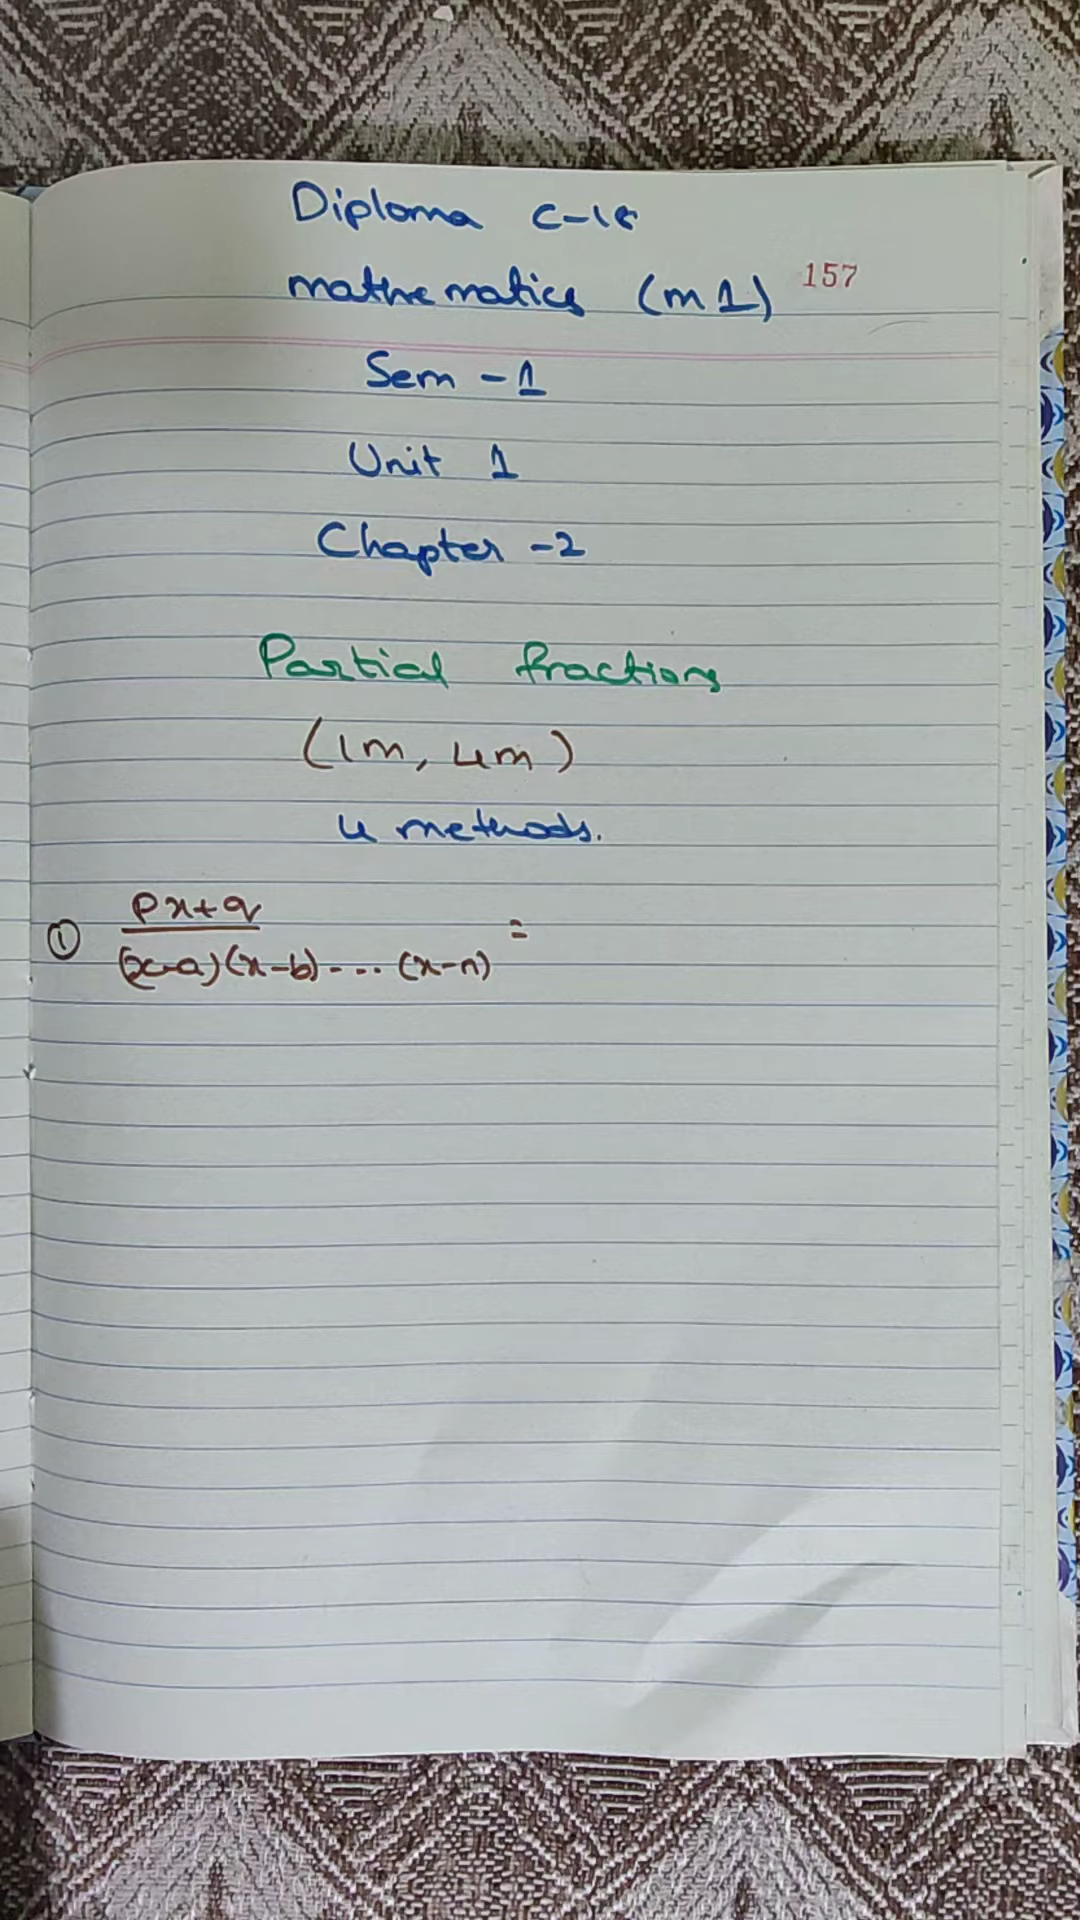 Diploma C-18
mathematics (m1)
157
Sem - 1
Unit 1
Chapter - 2
Partial fractions
(1m, 4m)
4 methods.
① px+q / (x-a)(x-b)---- (x-n) =